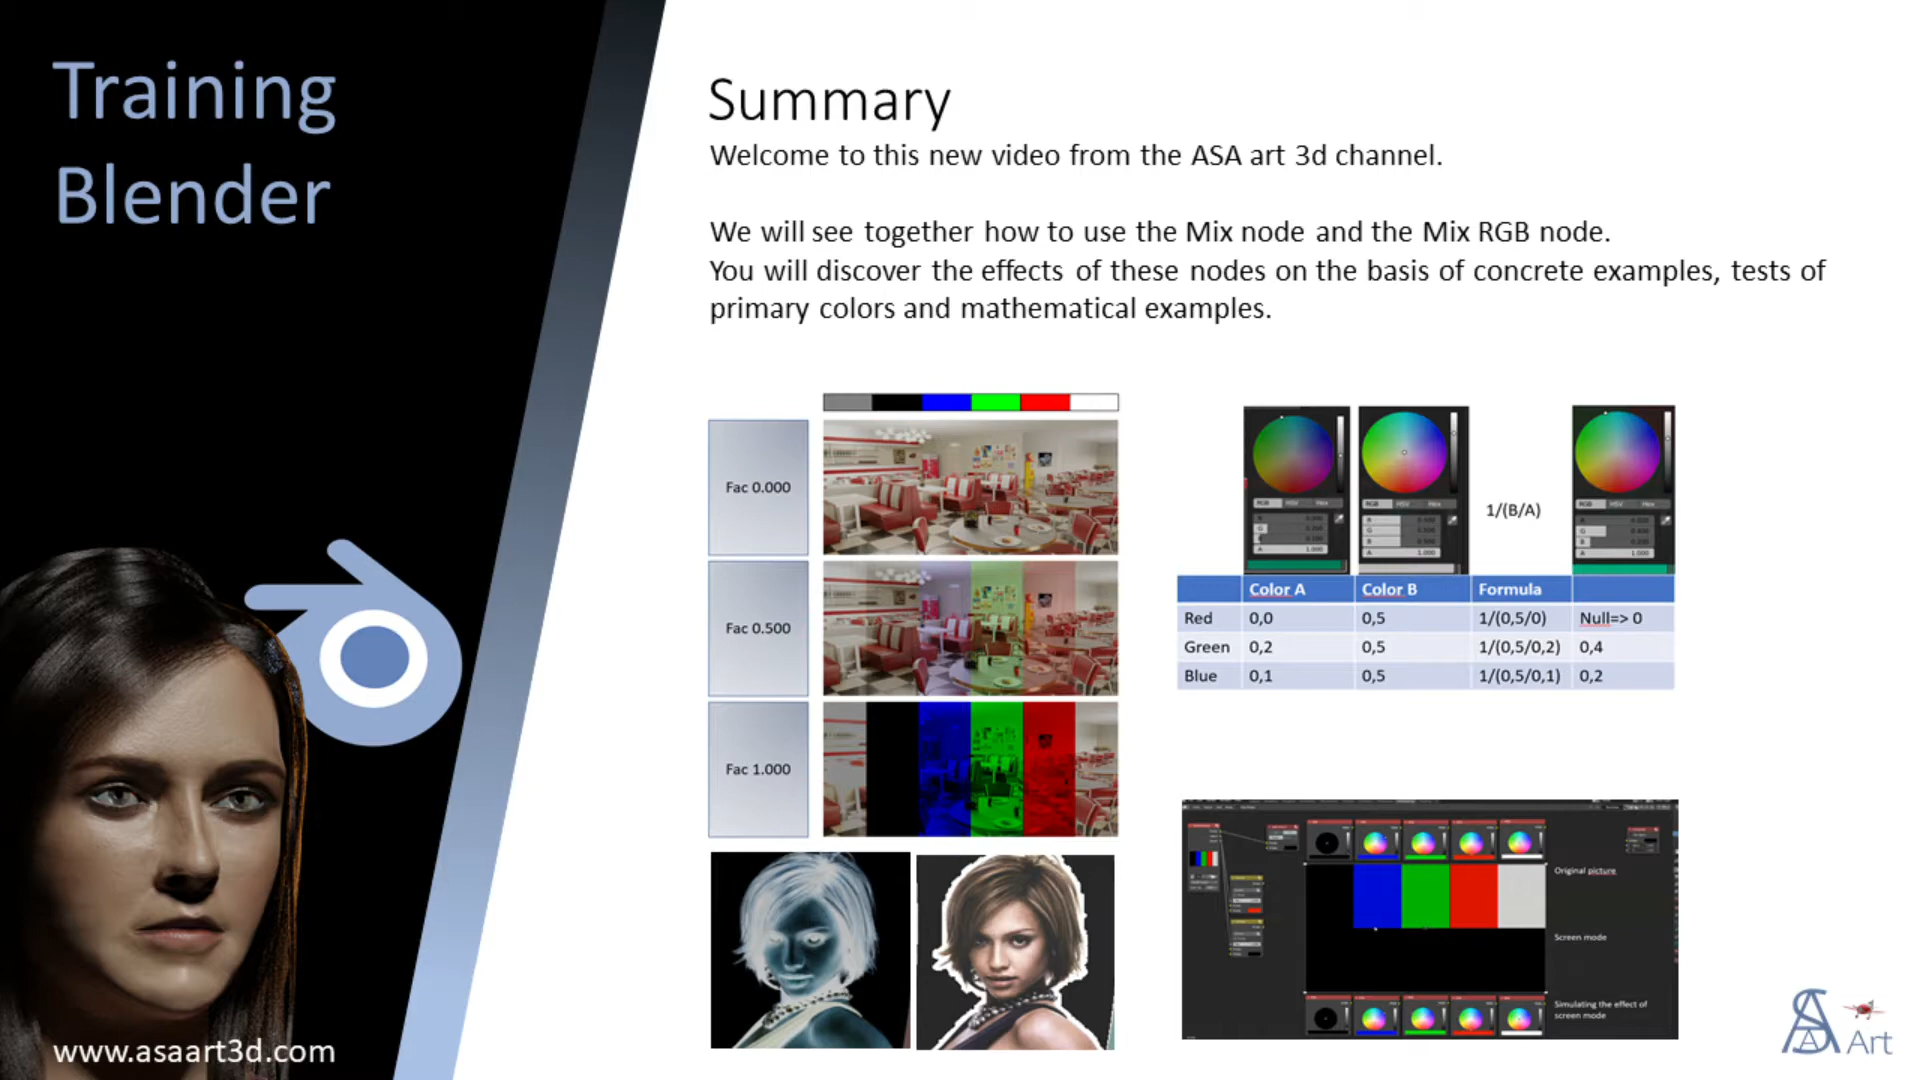 Training
Blender
www.asaart3d.com
Summary
Welcome to this new video from the ASA art 3d channel.
We will see together how to use the Mix node and the Mix RGB node.
You will discover the effects of these nodes on the basis of concrete examples, tests of
primary colors and mathematical examples.
Fac 0.000
Fac 0.500
Fac 1.000
1/(B/A)
Color A Color B Formula
Red 0,0 0,5 1/(0,5/0) Null=> 0
Green 0,2 0,5 1/(0,5/0,2) 0,4
Blue 0,1 0,5 1/(0,5/0,1) 0,2
Original picture
Screen mode
Simulating the effect of
screen mode
ASA Art